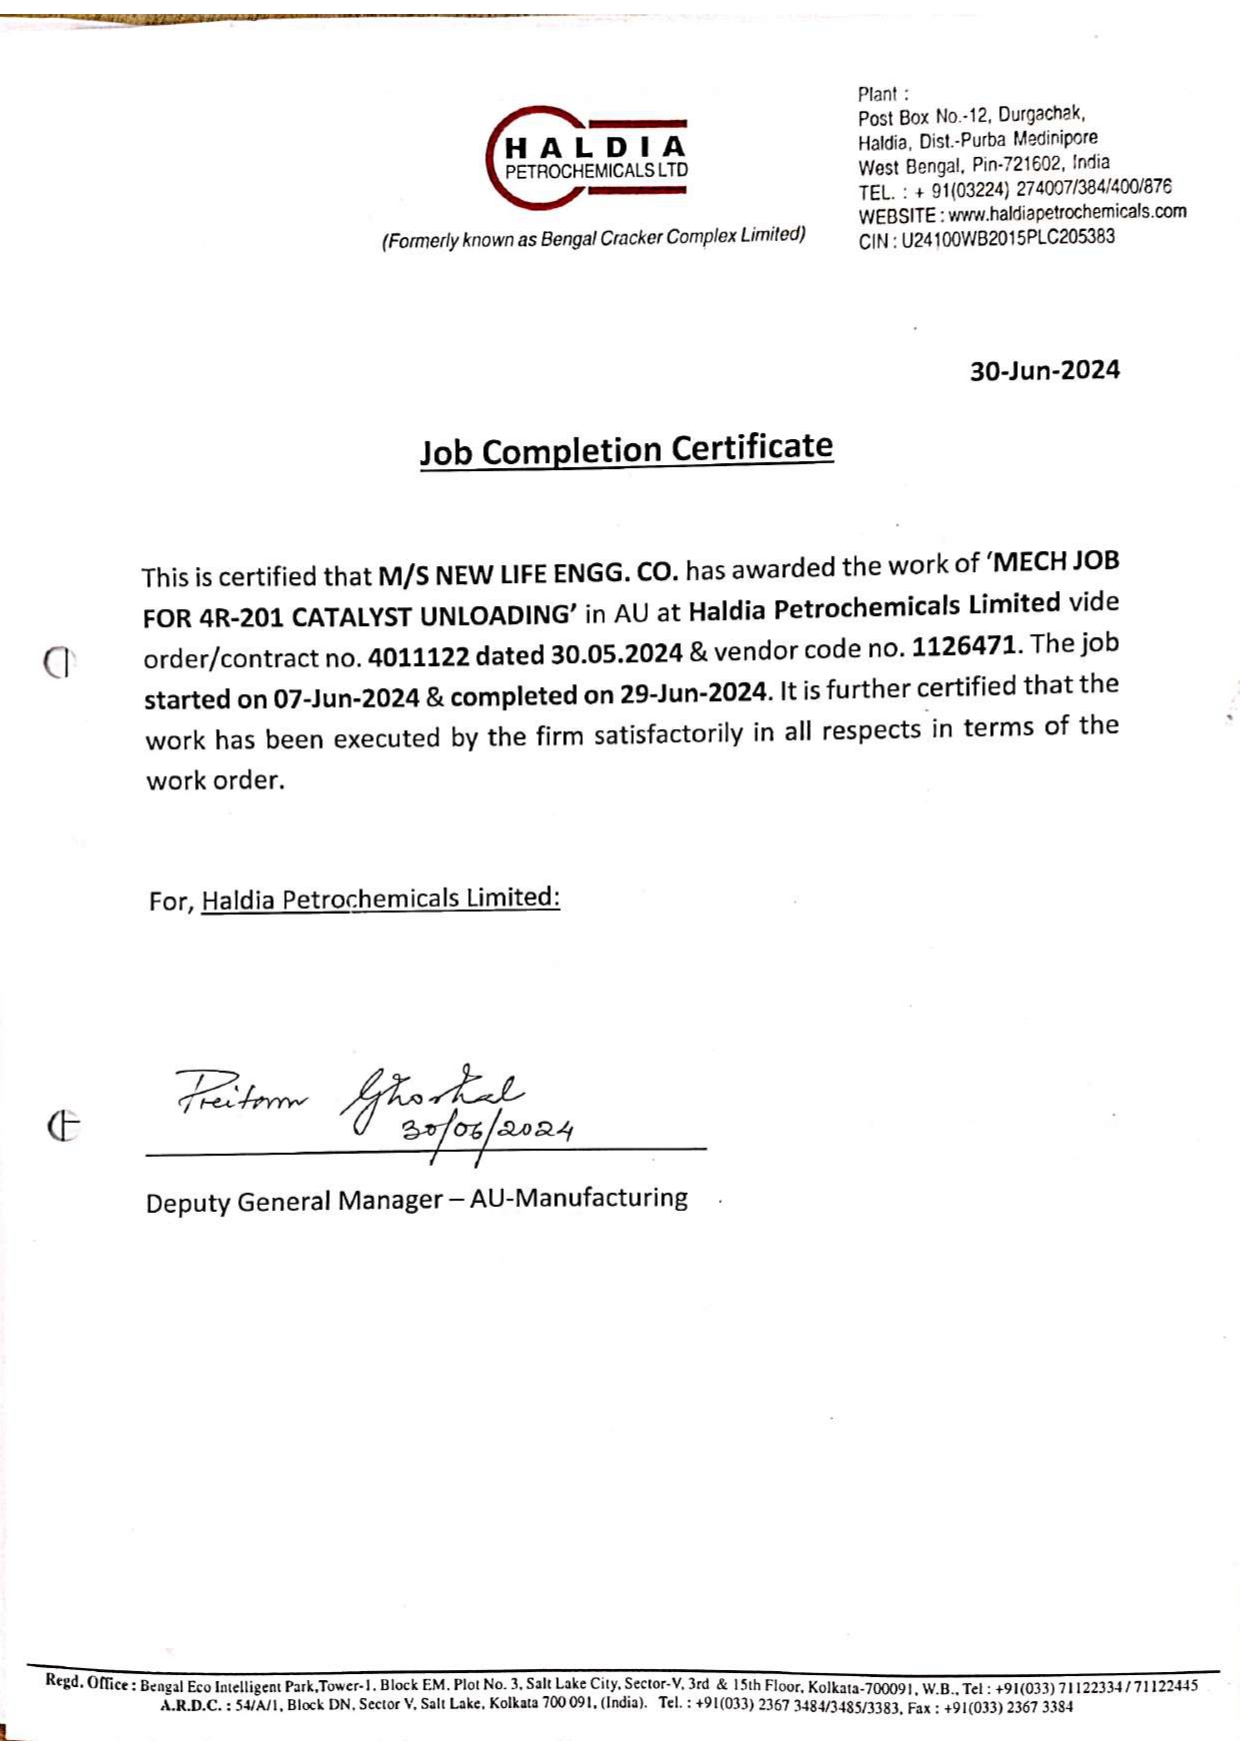 HALDIA
PETROCHEMICALS LTD
(Formerly known as Bengal Cracker Complex Limited)
Plant :
Post Box No.-12, Durgachak,
Haldia, Dist.-Purba Medinipore
West Bengal, Pin-721602, India
TEL. : + 91(03224) 274007/384/400/876
WEBSITE : www.haldiapetrochemicals.com
CIN : U24100WB2015PLC205383
30-Jun-2024
Job Completion Certificate
This is certified that M/S NEW LIFE ENGG. CO. has awarded the work of ‘MECH JOB
FOR 4R-201 CATALYST UNLOADING’ in AU at Haldia Petrochemicals Limited vide
order/contract no. 4011122 dated 30.05.2024 & vendor code no. 1126471. The job
started on 07-Jun-2024 & completed on 29-Jun-2024. It is further certified that the
work has been executed by the firm satisfactorily in all respects in terms of the
work order.
For, Haldia Petrochemicals Limited:
30/06/2024
Deputy General Manager – AU-Manufacturing
Regd. Office : Bengal Eco Intelligent Park,Tower-1, Block EM, Plot No. 3, Salt Lake City, Sector-V, 3rd & 15th Floor, Kolkata-700091, W.B., Tel : +91(033) 71122334 / 71122445
A.R.D.C. : 54/A/1, Block DN, Sector V, Salt Lake, Kolkata 700 091, (India). Tel. : +91(033) 2367 3484/3485/3383, Fax : +91(033) 2367 3384